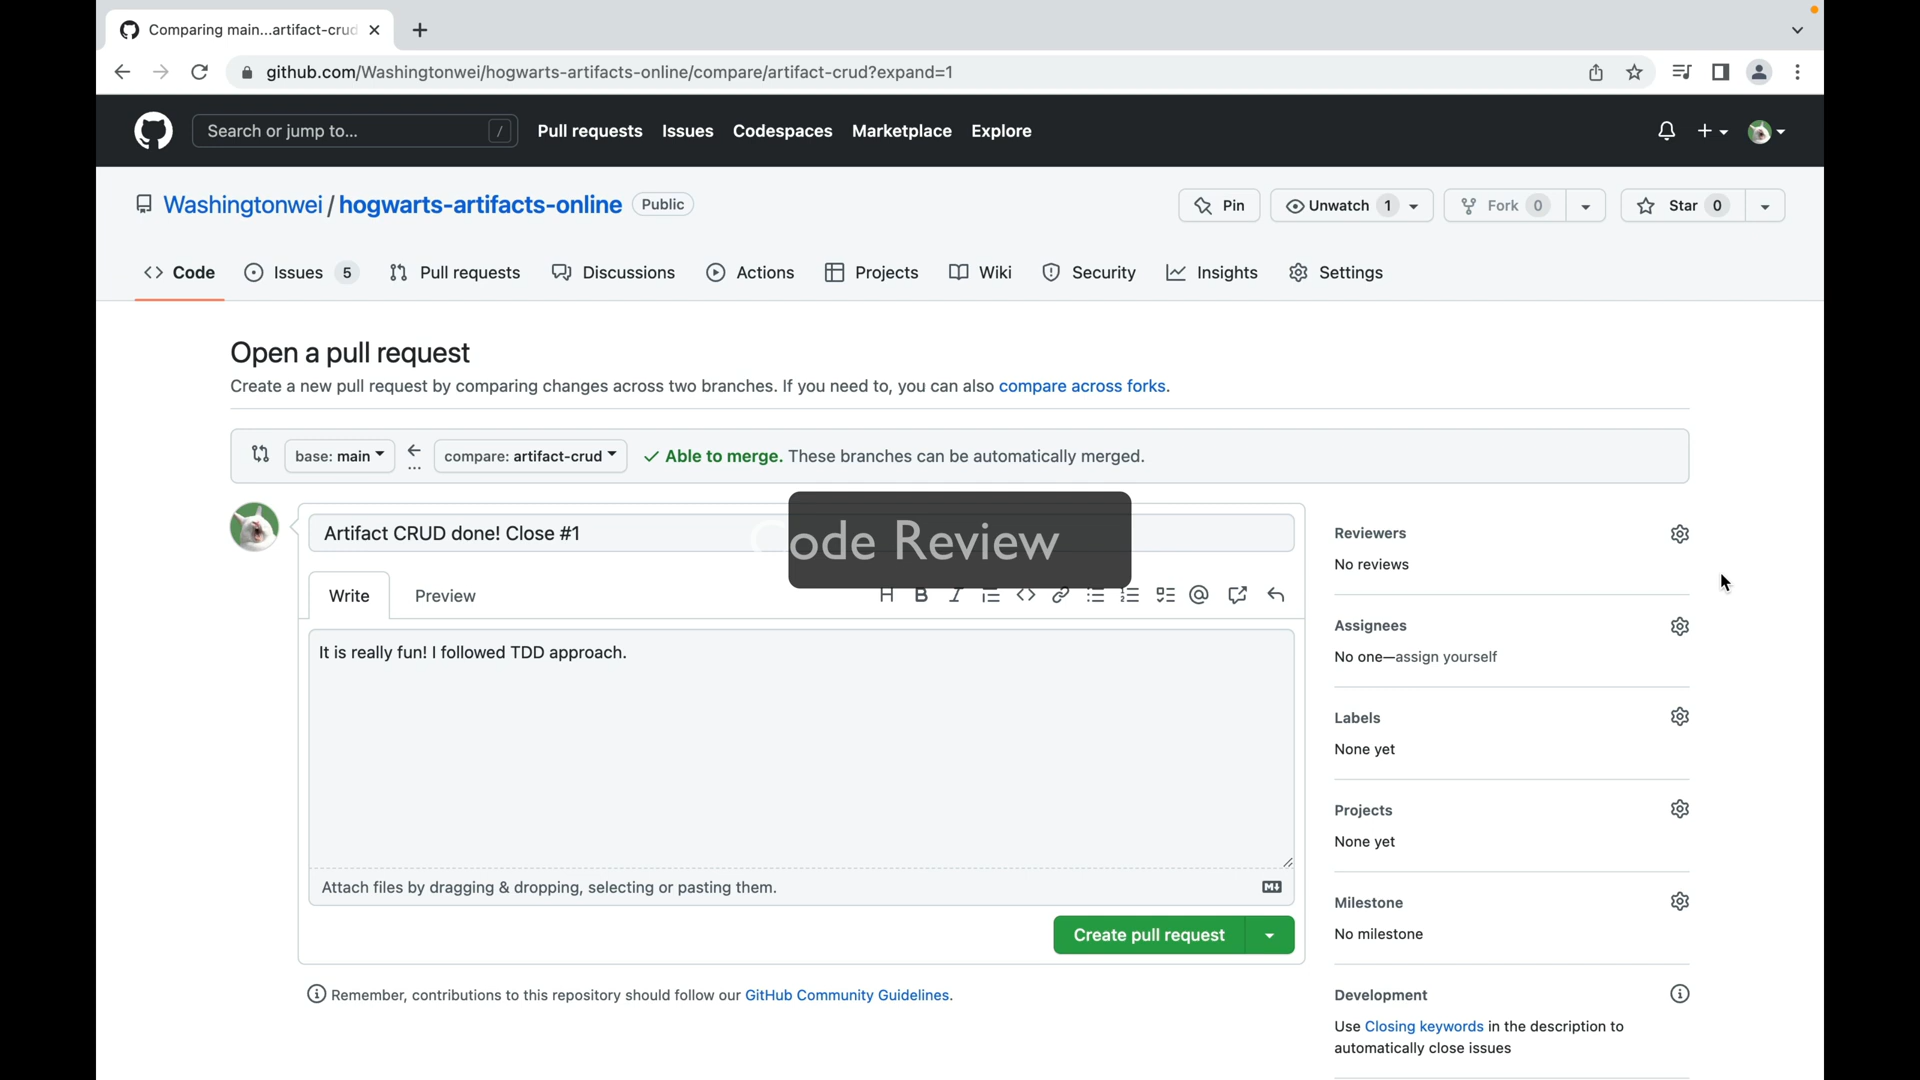 Comparing main...artifact-crud
github.com/Washingtonwei/hogwarts-artifacts-online/compare/artifact-crud?expand=1
Search or jump to... /
Pull requests Issues Codespaces Marketplace Explore
Washingtonwei / hogwarts-artifacts-online Public
Pin Unwatch 1 Fork 0 Star 0
Code Issues 5 Pull requests Discussions Actions Projects Wiki Security Insights Settings
Open a pull request
Create a new pull request by comparing changes across two branches. If you need to, you can also compare across forks.
base: main compare: artifact-crud Able to merge. These branches can be automatically merged.
Artifact CRUD done! Close #1
Code Review
Write Preview
It is really fun! I followed TDD approach.
Attach files by dragging & dropping, selecting or pasting them.
Create pull request
Remember, contributions to this repository should follow our GitHub Community Guidelines.
Reviewers
No reviews
Assignees
No one—assign yourself
Labels
None yet
Projects
None yet
Milestone
No milestone
Development
Use Closing keywords in the description to
automatically close issues